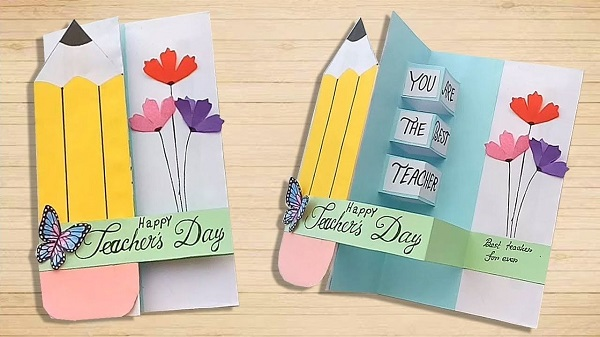 Happy
Teacher's Day
YOU ARE
THE BEST
TEACHER
Happy
Teacher's Day
Best teacher
for ever